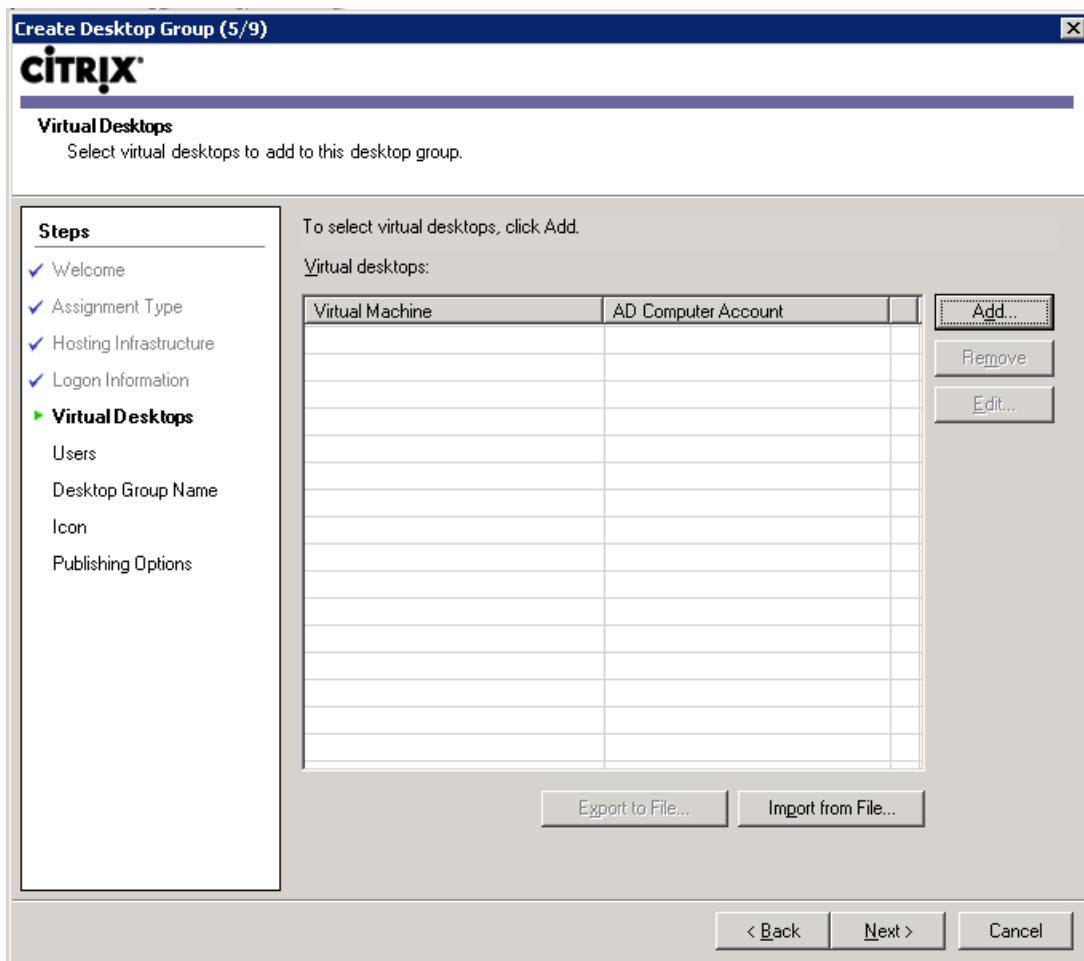 Create Desktop Group (5/9)
CITRIX
Virtual Desktops
Select virtual desktops to add to this desktop group.
Steps
Welcome
Assignment Type
Hosting Infrastructure
Logon Information
Virtual Desktops
Users
Desktop Group Name
Icon
Publishing Options
To select virtual desktops, click Add.
Virtual desktops:
Virtual Machine AD Computer Account
Add...
Remove
Edit...
Export to File... Import from File...
< Back Next > Cancel